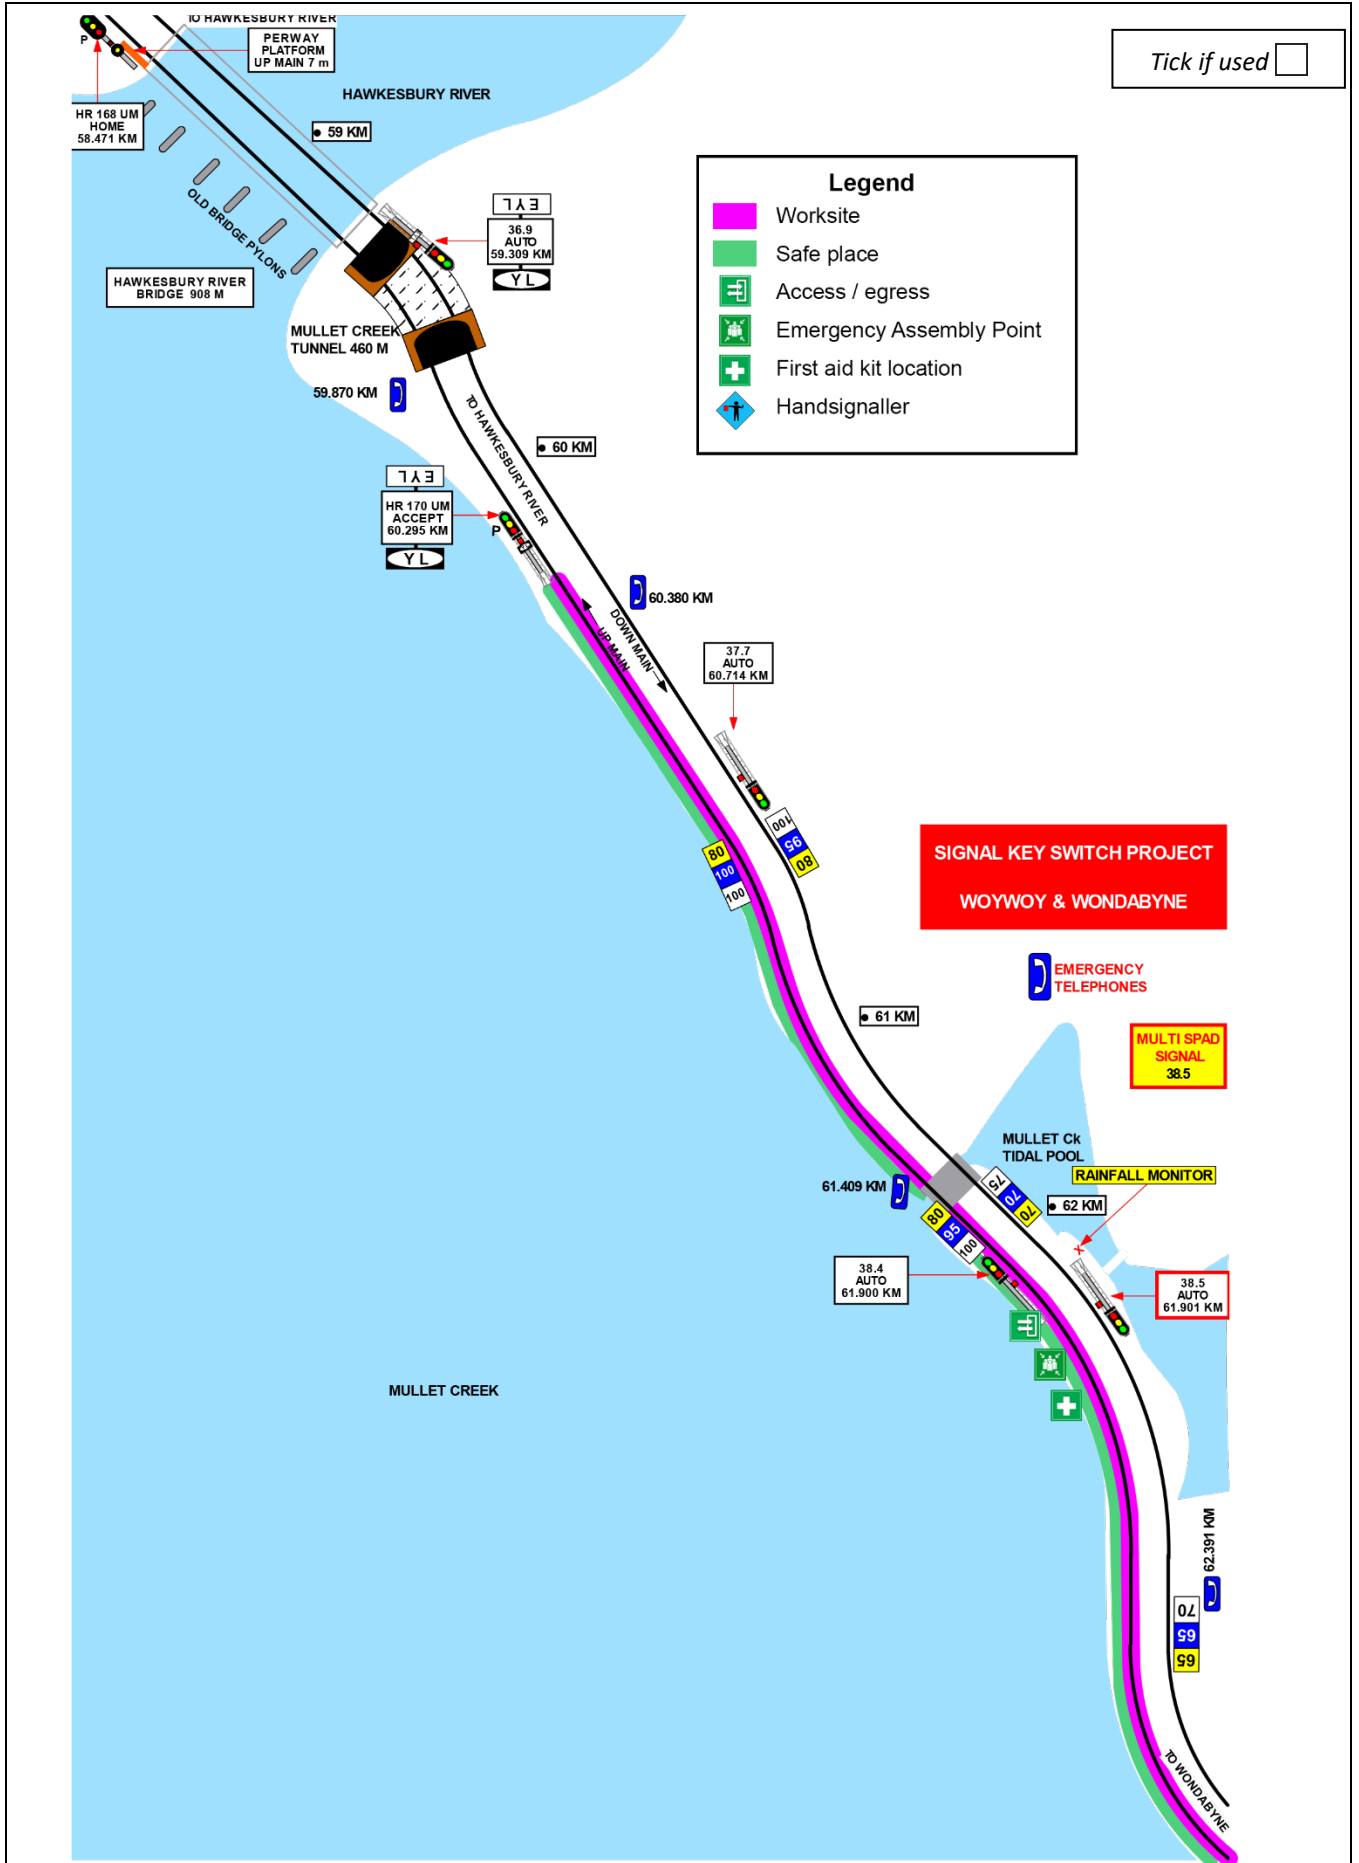 TO HAWKESBURY RIVER
P
PERWAY
PLATFORM
UP MAIN 7 m
Tick if used
HAWKESBURY RIVER
HR 168 UM
HOME
58.471 KM
59 KM
OLD BRIDGE PYLONS
Legend
Worksite
Safe place
Access / egress
Emergency Assembly Point
First aid kit location
Handsignaller
EYL
36.9
AUTO
59.309 KM
YL
HAWKESBURY RIVER
BRIDGE 908 M
MULLET CREEK
TUNNEL 460 M
59.870 KM
TO HAWKESBURY RIVER
60 KM
EYL
HR 170 UM
ACCEPT
60.295 KM
YL
P
60.380 KM
DOWN MAIN
UP MAIN
37.7
AUTO
60.714 KM
100
95
80
80
100
100
SIGNAL KEY SWITCH PROJECT
WOYWOY & WONDABYNE
EMERGENCY
TELEPHONES
61 KM
MULTI SPAD
SIGNAL
38.5
MULLET Ck
TIDAL POOL
RAINFALL MONITOR
61.409 KM
75
70
70
62 KM
80
95
100
38.4
AUTO
61.900 KM
38.5
AUTO
61.901 KM
MULLET CREEK
62.391 KM
70
65
65
TO WONDABYNE